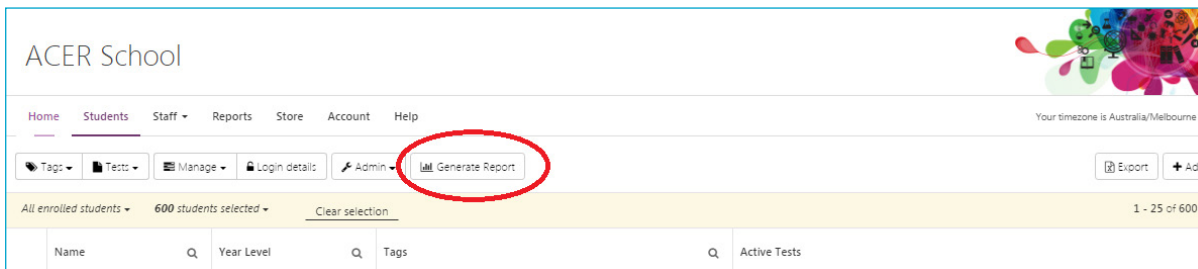 ACER School
Home Students Staff Reports Store Account Help Your timezone is Australia/Melbourne
Tags Tests Manage Login details Admin Generate Report Export Ad
All enrolled students 600 students selected Clear selection 1 - 25 of 600
Name Year Level Tags Active Tests